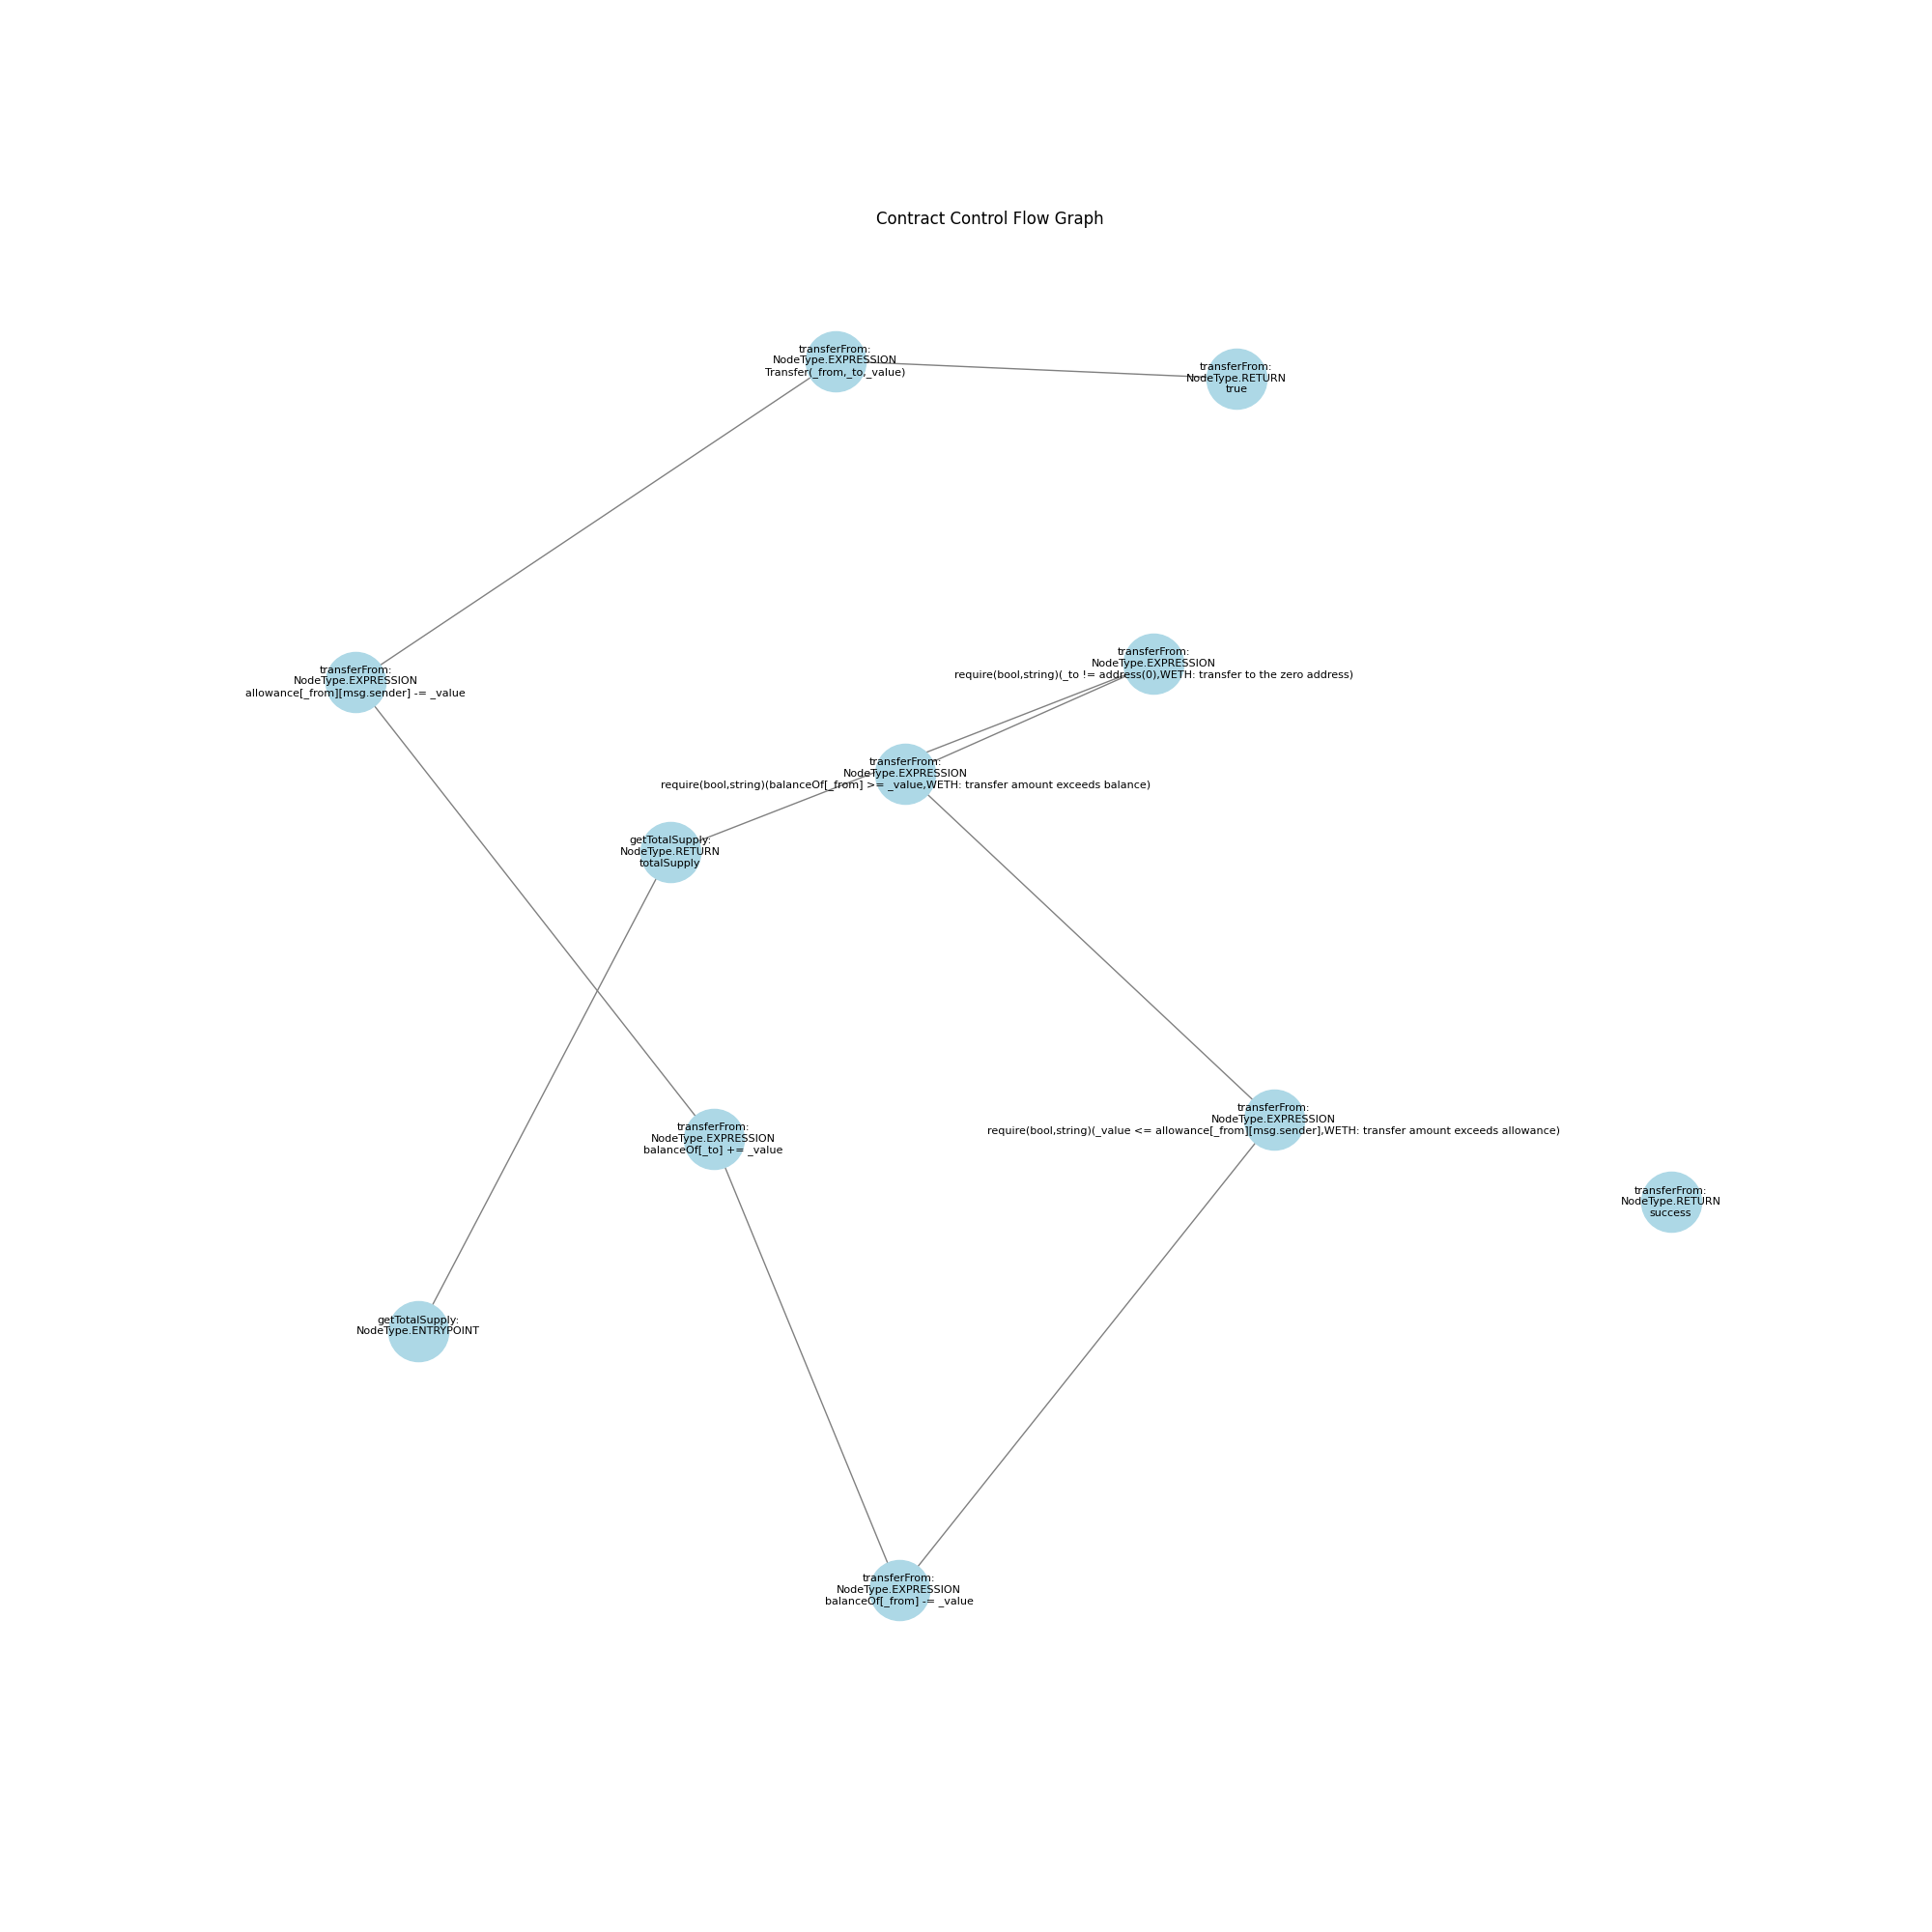 Contract Control Flow Graph
transferFrom:
NodeType.EXPRESSION
Transfer(_from,_to,_value)
transferFrom:
NodeType.RETURN
true
transferFrom:
NodeType.EXPRESSION
require(bool,string)(_to != address(0),WETH: transfer to the zero address)
transferFrom:
NodeType.EXPRESSION
allowance[_from][msg.sender] -= _value
transferFrom:
NodeType.EXPRESSION
require(bool,string)(balanceOf[_from] >= _value,WETH: transfer amount exceeds balance)
getTotalSupply:
NodeType.RETURN
totalSupply
transferFrom:
NodeType.EXPRESSION
require(bool,string)(_value <= allowance[_from][msg.sender],WETH: transfer amount exceeds allowance)
transferFrom:
NodeType.EXPRESSION
balanceOf[_to] += _value
transferFrom:
NodeType.RETURN
success
getTotalSupply:
NodeType.ENTRYPOINT
transferFrom:
NodeType.EXPRESSION
balanceOf[_from] -= _value